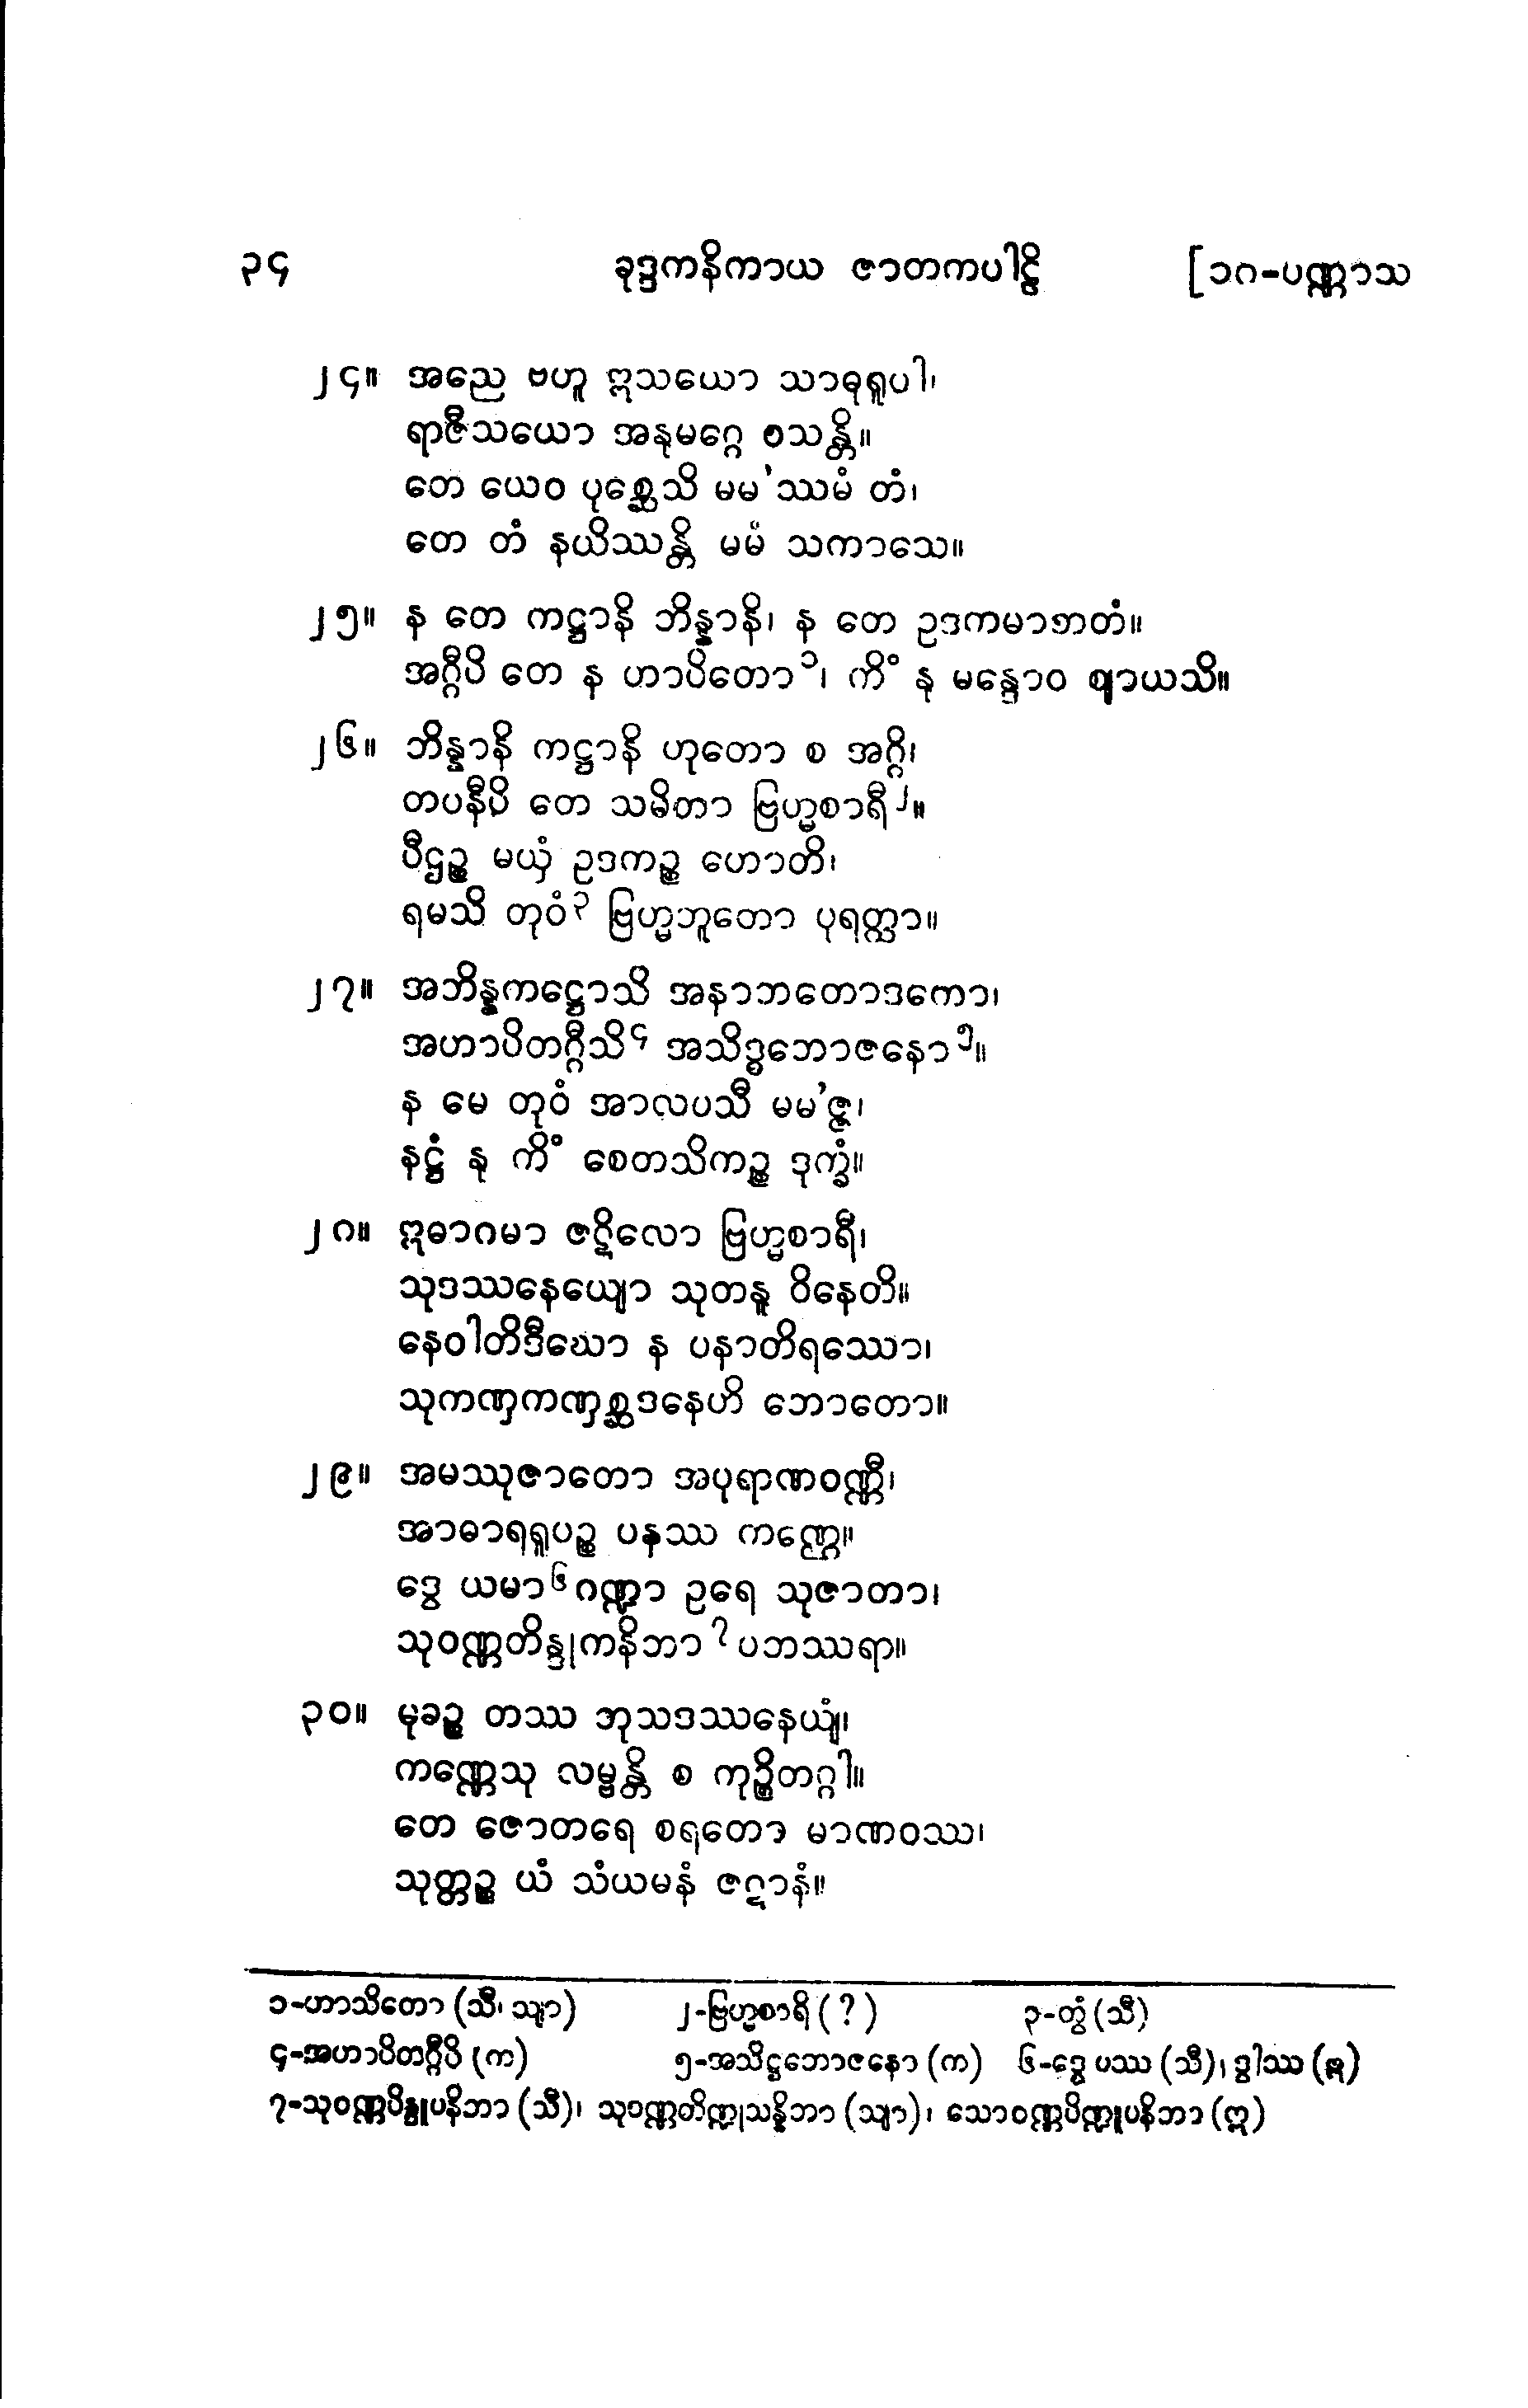 ၃၄ ခုဒ္ဒကနိကာယ ဇာတကပါဠိ [၁ဂ-ပဏ္ဏာသ
၂၄။ အညေ ဗဟူ ဣသယော သာဓုရူပါ၊
ရာဇီသယော အနုမဂ္ဂေ ဝသန္တိ။
တေ ယေဝ ပုစ္ဆေသိ မမ'ဿမံ တံ၊
တေ တံ နယိဿန္တိ မမံ သကာသေ။
၂၅။ န တေ ကဋ္ဌာနိ ဘိန္နာနိ၊ န တေ ဥဒကမာဘတံ။
အဂ္ဂီပိ တေ န ဟာပိတော၁၊ ကိံ နု မန္ဒောဝ ဈာယသိ။
၂၆။ ဘိန္နာနိ ကဋ္ဌာနိ ဟုတော စ အဂ္ဂိ၊
တပနီပိ တေ သမိတာ ဗြဟ္မစာရီ၂။
ပီဌဉ္စ မယှံ ဥဒကဉ္စ ဟောတိ၊
ရမသိ တုဝံ၃ ဗြဟ္မဘူတော ပုရတ္ထာ။
၂၇။ အဘိန္နကဋ္ဌောသိ အနာဘတောဒကော၊
အဟာပိတဂ္ဂီသိ၄ အသိဒ္ဓဘောဇနော၅။
န မေ တုဝံ အာလပသီ မမ'ဇ္ဇ၊
နဋ္ဌံ နု ကိံ စေတသိကဉ္စ ဒုက္ခံ။
၂ဂ။ ဣဓာဂမာ ဇဋိလော ဗြဟ္မစာရီ၊
သုဒဿနေယျော သုတနူ ဝိနေတိ။
နေဝါတိဒီဃော န ပနာတိရဿော၊
သုကဏှကဏှစ္ဆဒနေဟိ ဘောတော။
၂၉။ အမဿုဇာတော အပုရာဏဝဏ္ဏီ၊
အာဓာရရူပဉ္စ ပနဿ ကဏ္ဌေ။
ဒွေ ယမာ၆ ဂဏ္ဍာ ဥရေ သုဇာတာ၊
သုဝဏ္ဏတိန္ဒုကနိဘာ၇ ပဘဿရာ။
၃၀။ မုခဉ္စ တဿ ဘုသဒဿနေယျံ၊
ကဏ္ဏေသု လမ္ဗန္တိ စ ကုဉ္စိတဂ္ဂါ။
တေ ဇောတရေ စရတော မာဏဝဿ၊
သုတ္တဉ္စ ယံ သံယမနံ ဇဋာနံ။
၁-ဟာသိတော (သီ၊ သျာ) ၂-ဗြဟ္မစာရိ (?) ၃-တွံ (သီ)
၄-အဟာပိတဂ္ဂီပိ (က) ၅-အသိဋ္ဌဘောဇနော (က) ၆-ဒွေ ပဿ (သီ)၊ ဒွါဿ (ဣ)
၇-သုဝဏ္ဏပိန္ဒူပနိဘာ (သီ)၊ သုဝဏ္ဏတိဏ္ဍုသန္နိဘာ (သျာ)၊ သောဝဏ္ဏပိဏ္ဍူပနိဘာ (ဣ)